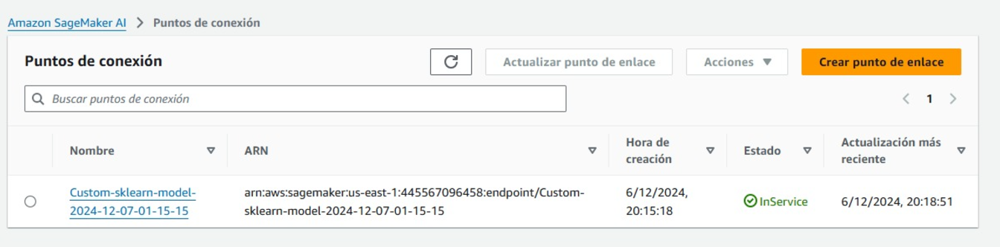 Amazon SageMaker AI > Puntos de conexión
Puntos de conexión
Actualizar punto de enlace
Acciones
Crear punto de enlace
Buscar puntos de conexión
1
Nombre
ARN
Hora de
creación
Estado
Actualización más
reciente
Custom-sklearn-model-
2024-12-07-01-15-15
arn:aws:sagemaker:us-east-1:445567096458:endpoint/Custom-
sklearn-model-2024-12-07-01-15-15
6/12/2024,
20:15:18
InService
6/12/2024, 20:18:51